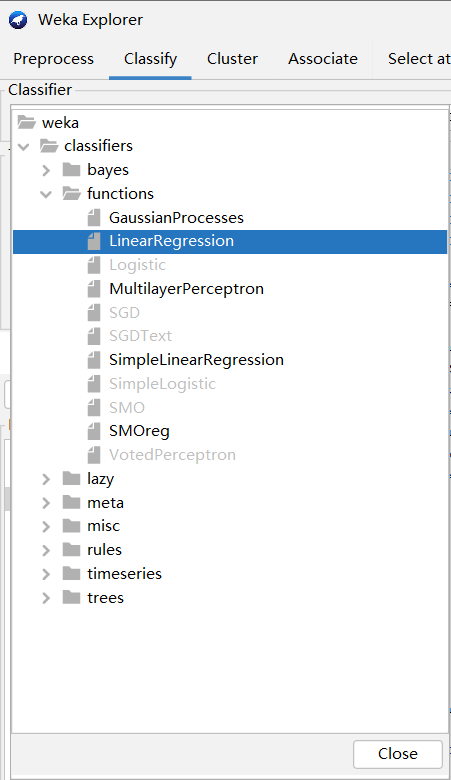 Weka Explorer
Preprocess Classify Cluster Associate Select at
Classifier
weka
classifiers
bayes
functions
GaussianProcesses
LinearRegression
Logistic
MultilayerPerceptron
SGD
SGDText
SimpleLinearRegression
SimpleLogistic
SMO
SMOreg
VotedPerceptron
lazy
meta
misc
rules
timeseries
trees
Close